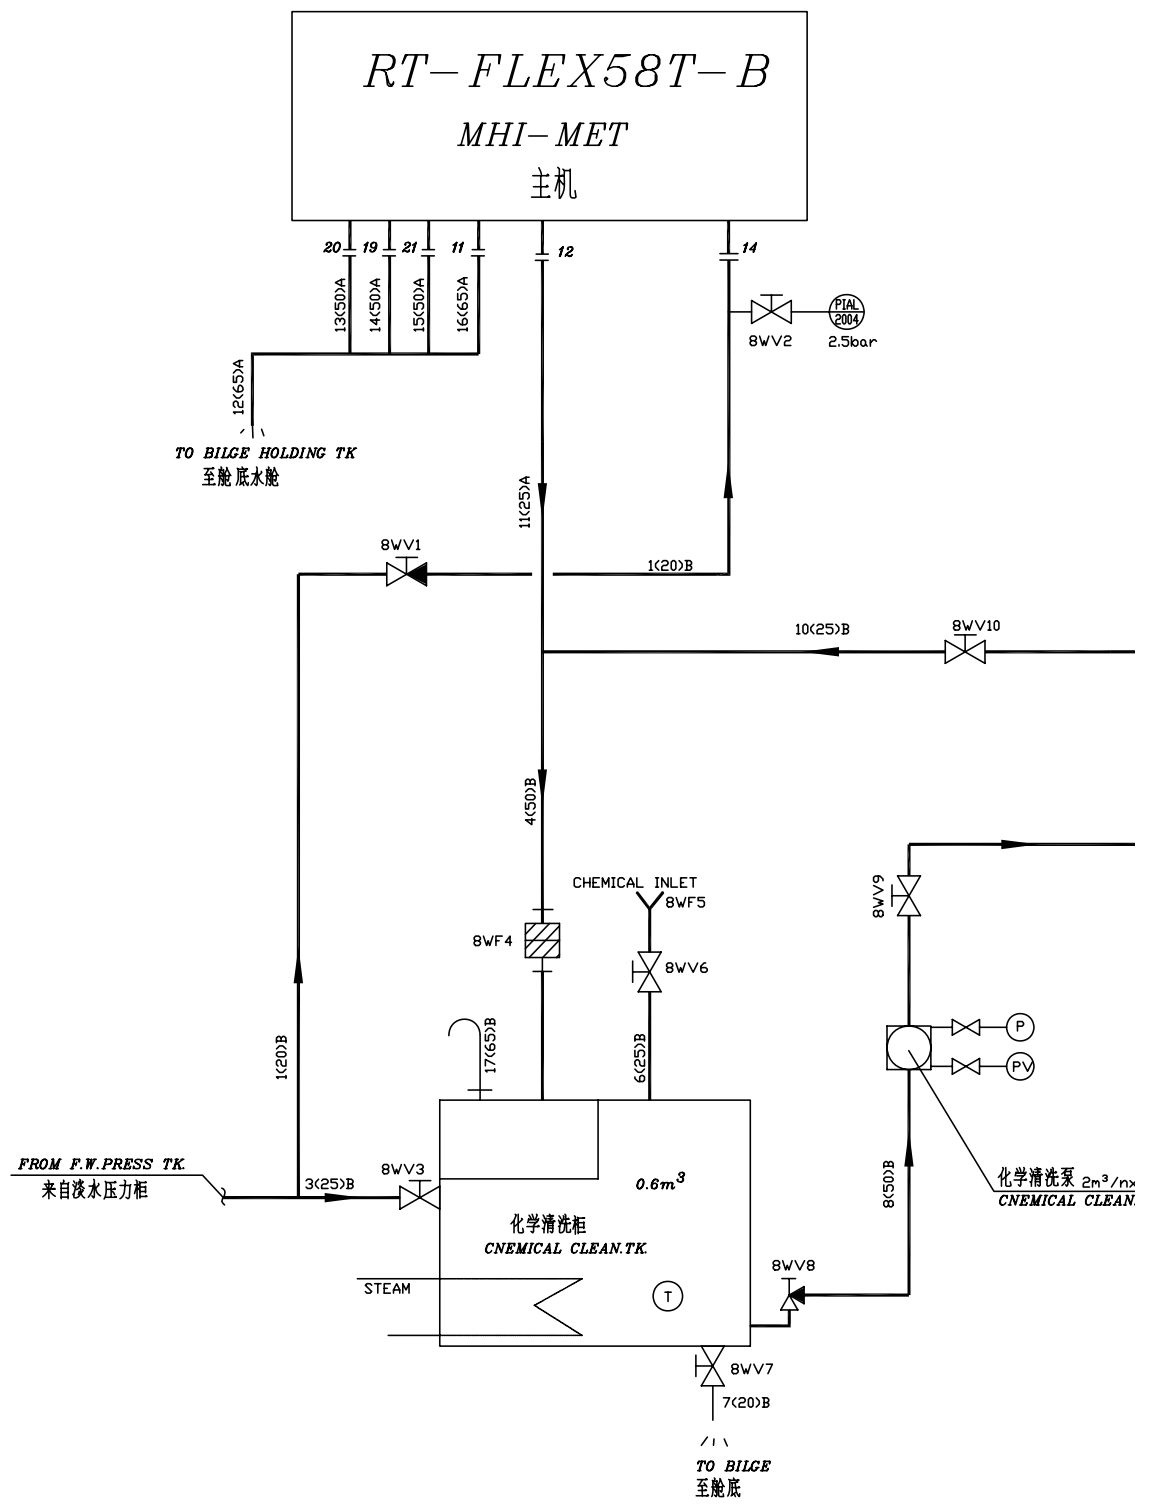 RT-FLEX58T-B
MHI-MET
主机
20
19
21
11
12
14
13(50)A
14(50)A
15(50)A
16(65)A
PIAL
2004
8WV2
2.5bar
12(65)A
TO BILGE HOLDING TK
至舱底水舱
11(25)A
8WV1
1(20)B
10(25)B
8WV10
4(50)B
CHEMICAL INLET
8WF5
8WV9
8WF4
8WV6
17(65)B
6(25)B
1(20)B
P
PV
FROM F.W.PRESS TK.
来自淡水压力柜
8WV3
3(25)B
0.6m³
8(50)B
化学清洗泵 2m³/hx
CNEMICAL CLEAN.
化学清洗柜
CNEMICAL CLEAN.TK.
STEAM
T
8WV8
8WV7
7(20)B
TO BILGE
至舱底